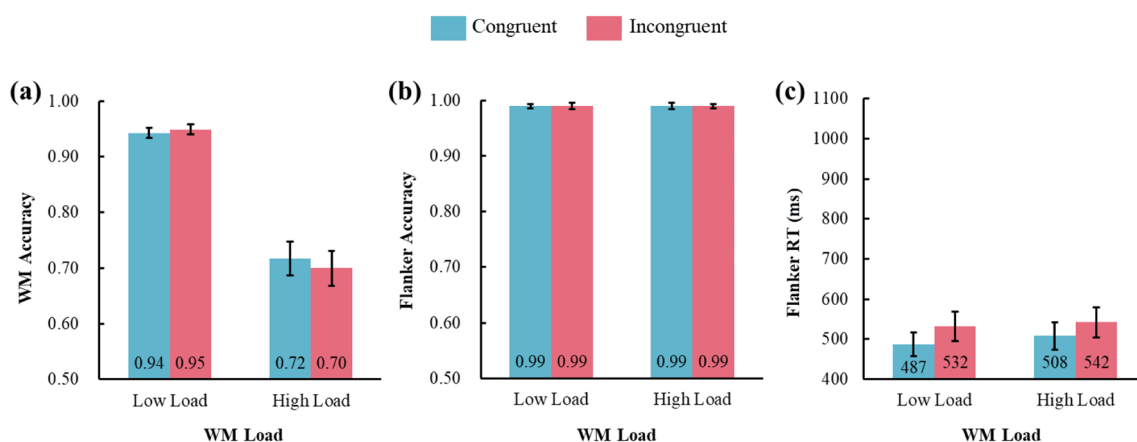 Congruent Incongruent
(a)
WM Accuracy
1.00
0.90
0.80
0.70
0.60
0.50
0.94 0.95 0.72 0.70
Low Load High Load
WM Load
(b)
Flanker Accuracy
1.00
0.90
0.80
0.70
0.60
0.50
0.99 0.99 0.99 0.99
Low Load High Load
WM Load
(c)
Flanker RT (ms)
1100
1000
900
800
700
600
500
400
487 532 508 542
Low Load High Load
WM Load